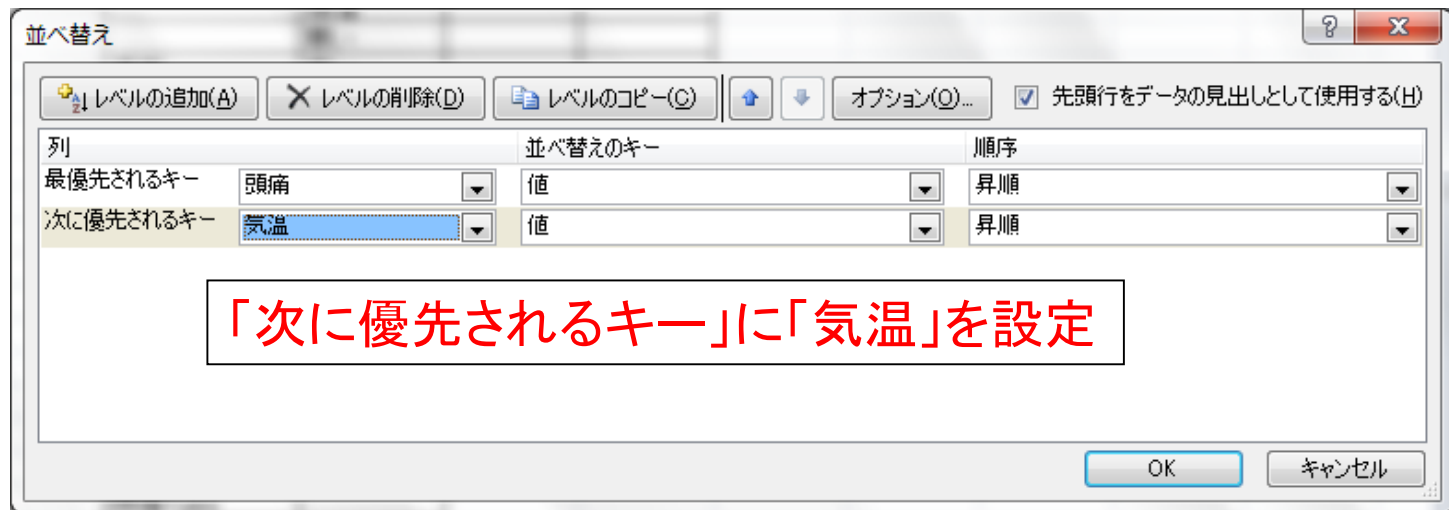 並べ替え
レベルの追加(A) レベルの削除(D) レベルのコピー(C) オプション(O)... 先頭行をデータの見出しとして使用する(H)
列 並べ替えのキー 順序
最優先されるキー 頭痛 値 昇順
次に優先されるキー 気温 値 昇順
「次に優先されるキー」に「気温」を設定
OK キャンセル